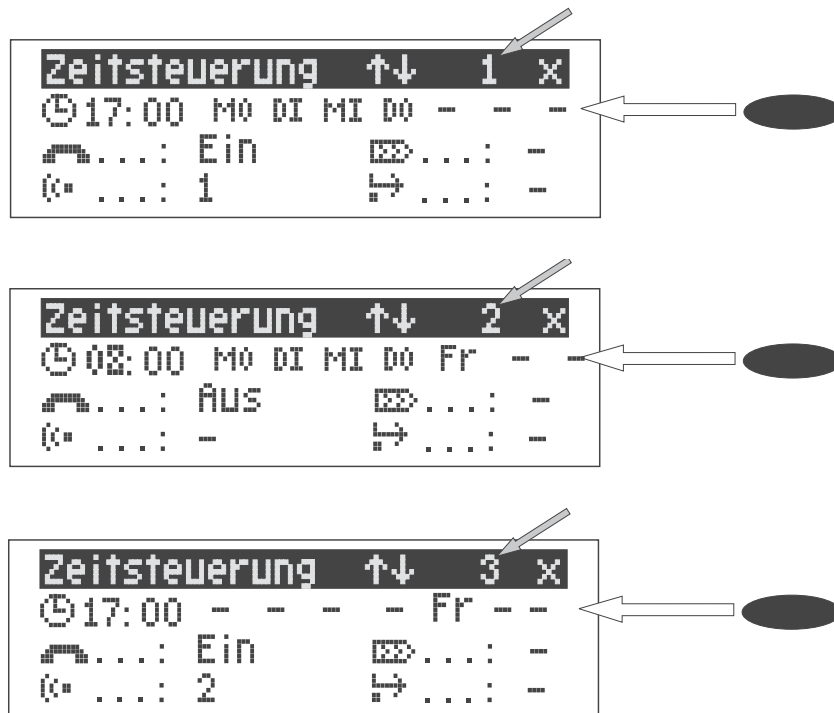 Zeitsteuerung ↑↓ 1 x
17:00 MO DI MI DO - - -
...: Ein ...: -
...: 1 ...: -
Zeitsteuerung ↑↓ 2 x
08:00 MO DI MI DO Fr - -
...: Aus ...: -
...: - ...: -
Zeitsteuerung ↑↓ 3 x
17:00 - - - - Fr - -
...: Ein ...: -
...: 2 ...: -